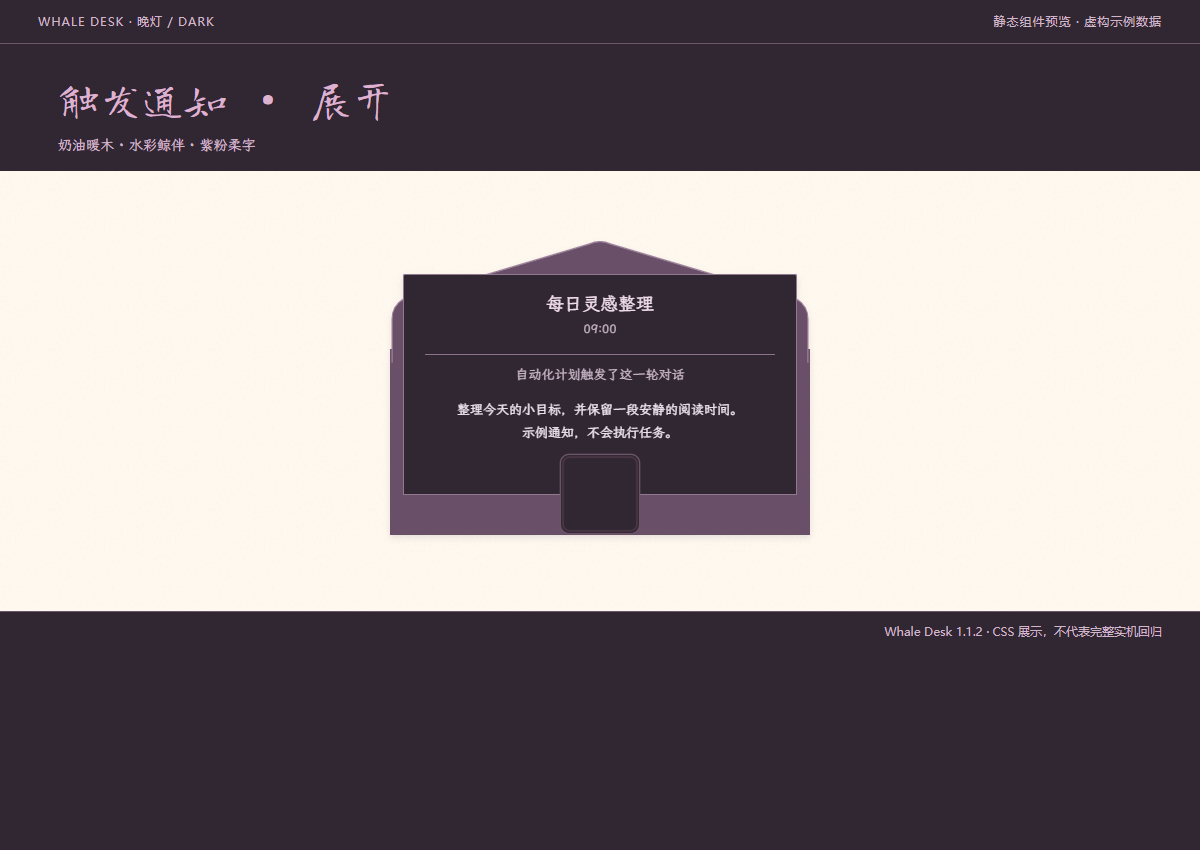 WHALE DESK · 晚灯 / DARK
静态组件预览 · 虚构示例数据
触发通知 · 展开
奶油暖木 · 水彩鲸伴 · 紫粉柔字
每日灵感整理
09:00
自动化计划触发了这一轮对话
整理今天的小目标，并保留一段安静的阅读时间。
示例通知，不会执行任务。
Whale Desk 1.1.2 · CSS 展示，不代表完整实机回归